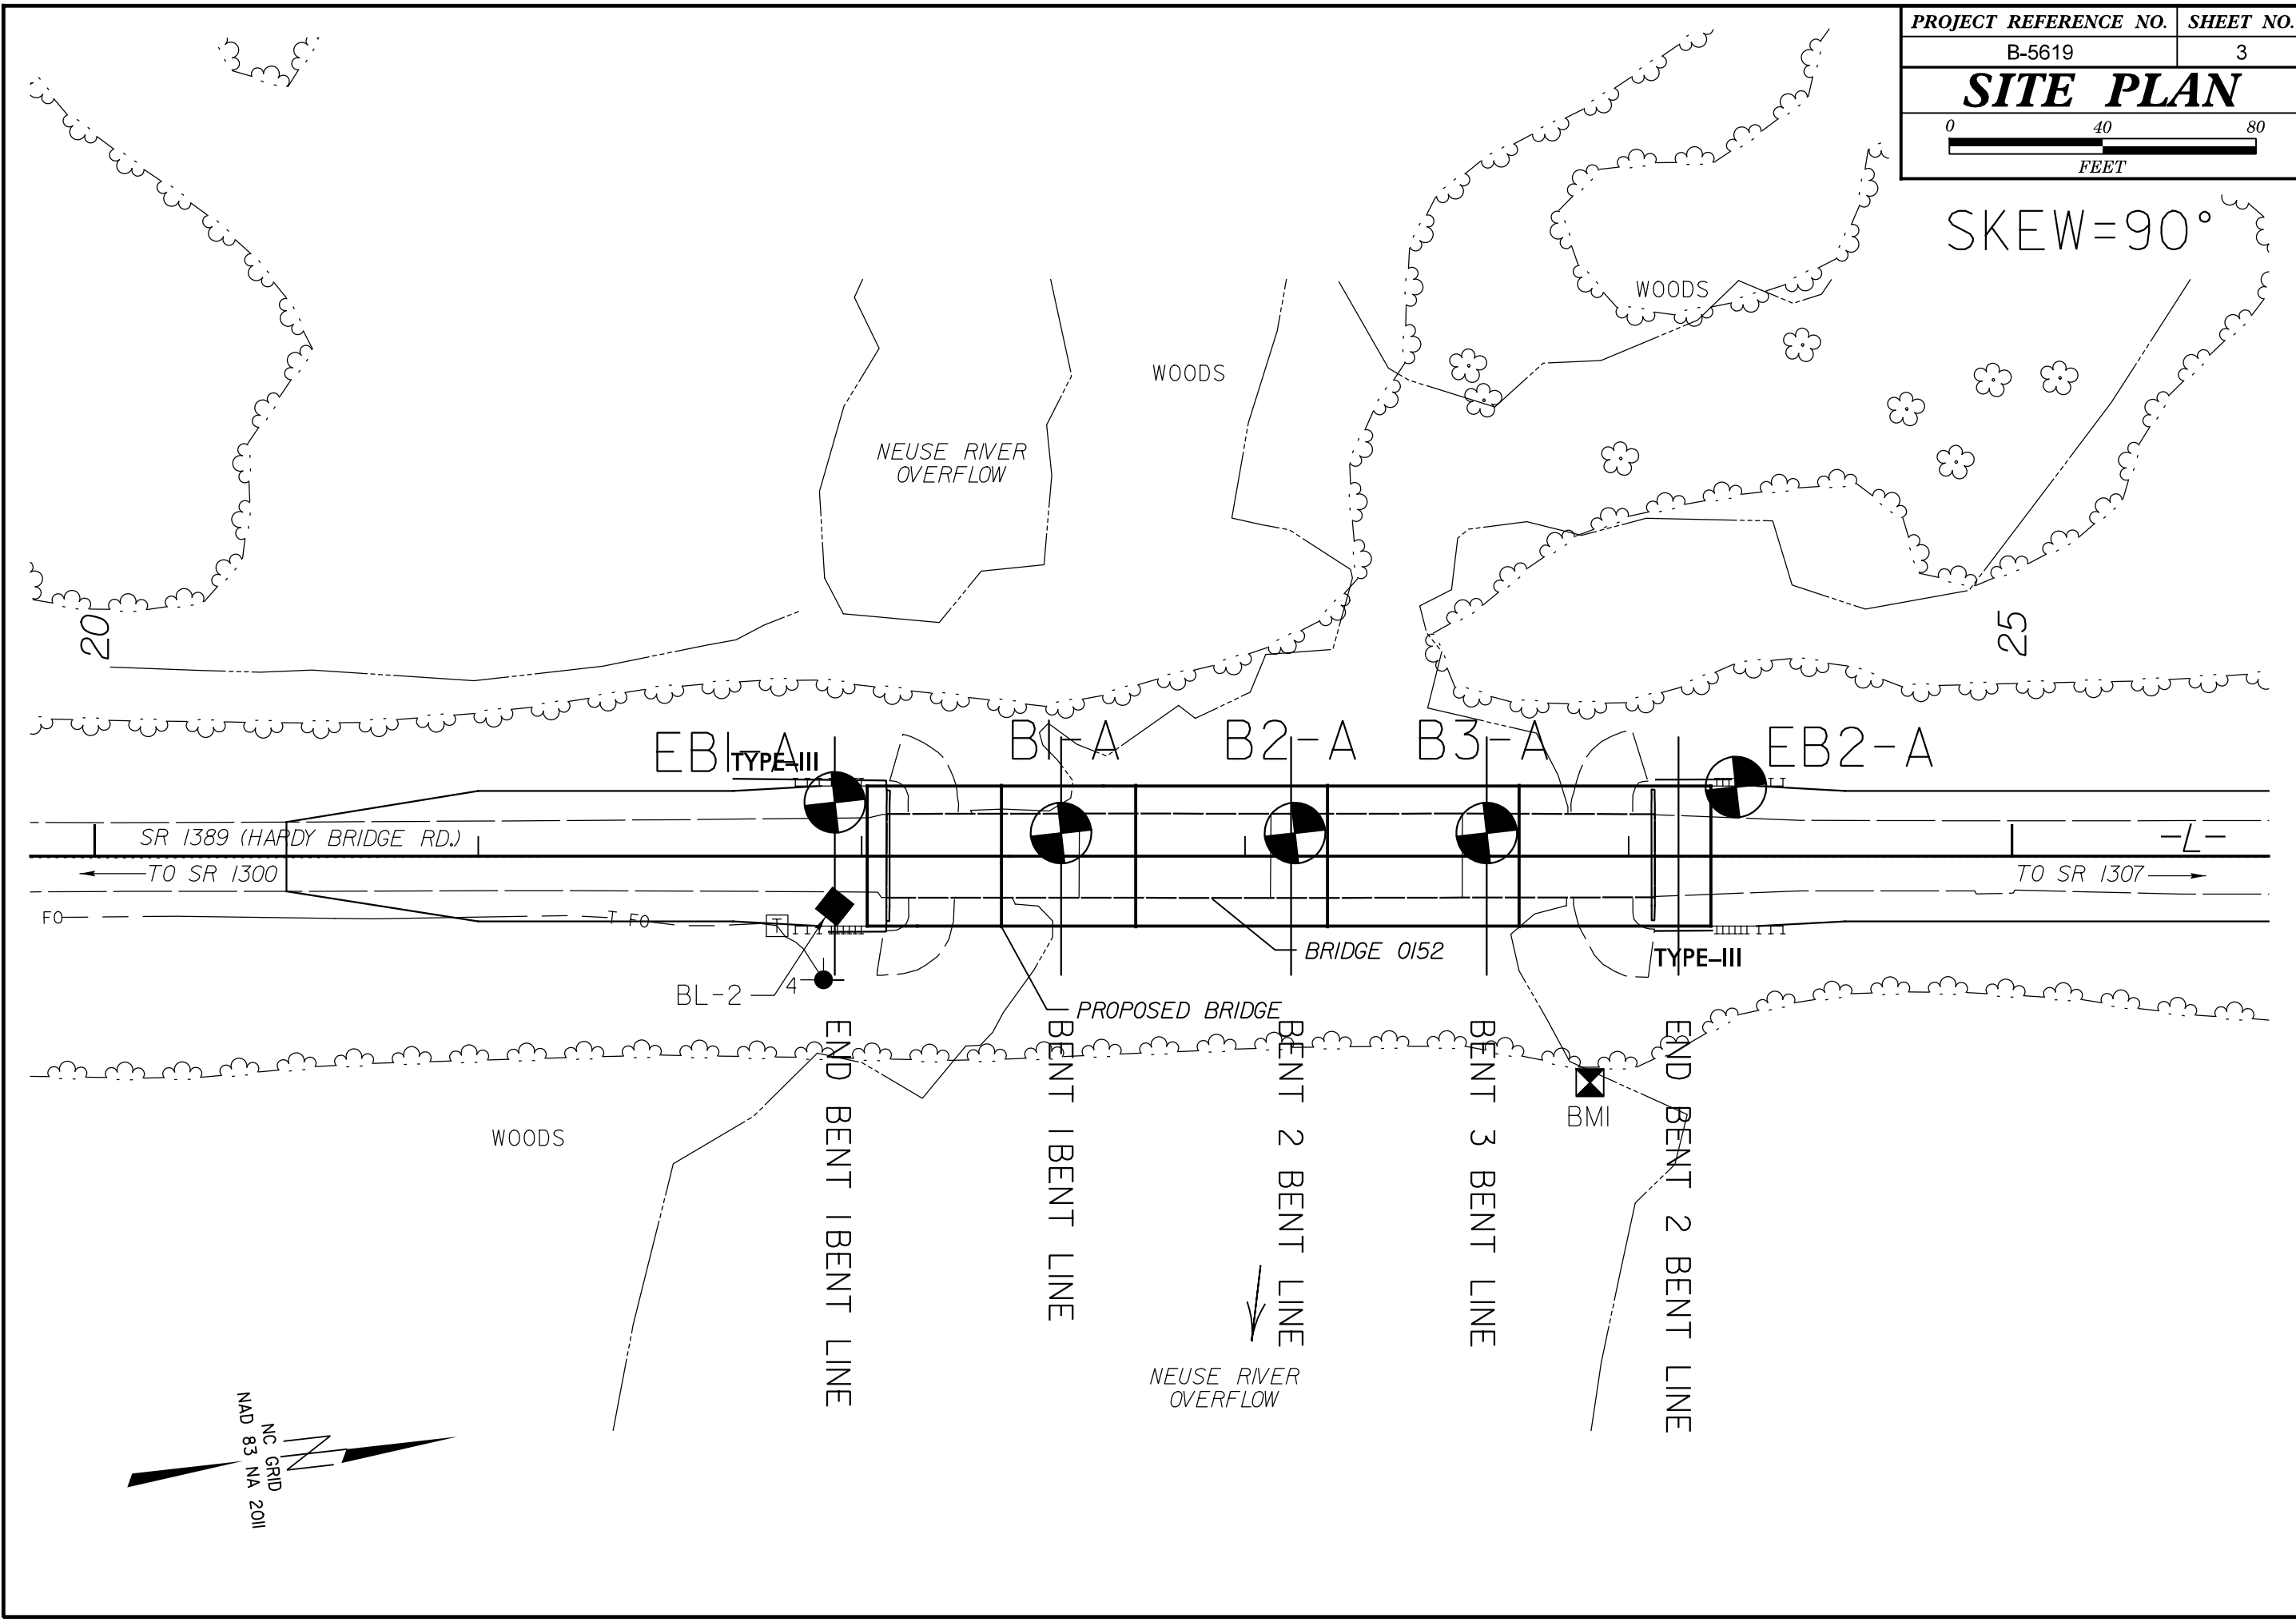 PROJECT REFERENCE NO.
SHEET NO.
B-5619
3
SITE PLAN
0 40 80
FEET
SKEW=90°
WOODS
WOODS
NEUSE RIVER
OVERFLOW
20
25
EB1-A
TYPE-III
B1-A
B2-A
B3-A
EB2-A
SR 1389 (HARDY BRIDGE RD.)
-L-
TO SR 1300
TO SR 1307
FO
T FO
T
BRIDGE 0152
TYPE-III
BL-2
4
PROPOSED BRIDGE
END BENT 1 BENT LINE
BENT 1 BENT LINE
BENT 2 BENT LINE
BENT 3 BENT LINE
END BENT 2 BENT LINE
BM1
WOODS
NEUSE RIVER
OVERFLOW
NC GRID
NAD 83 NA 2011